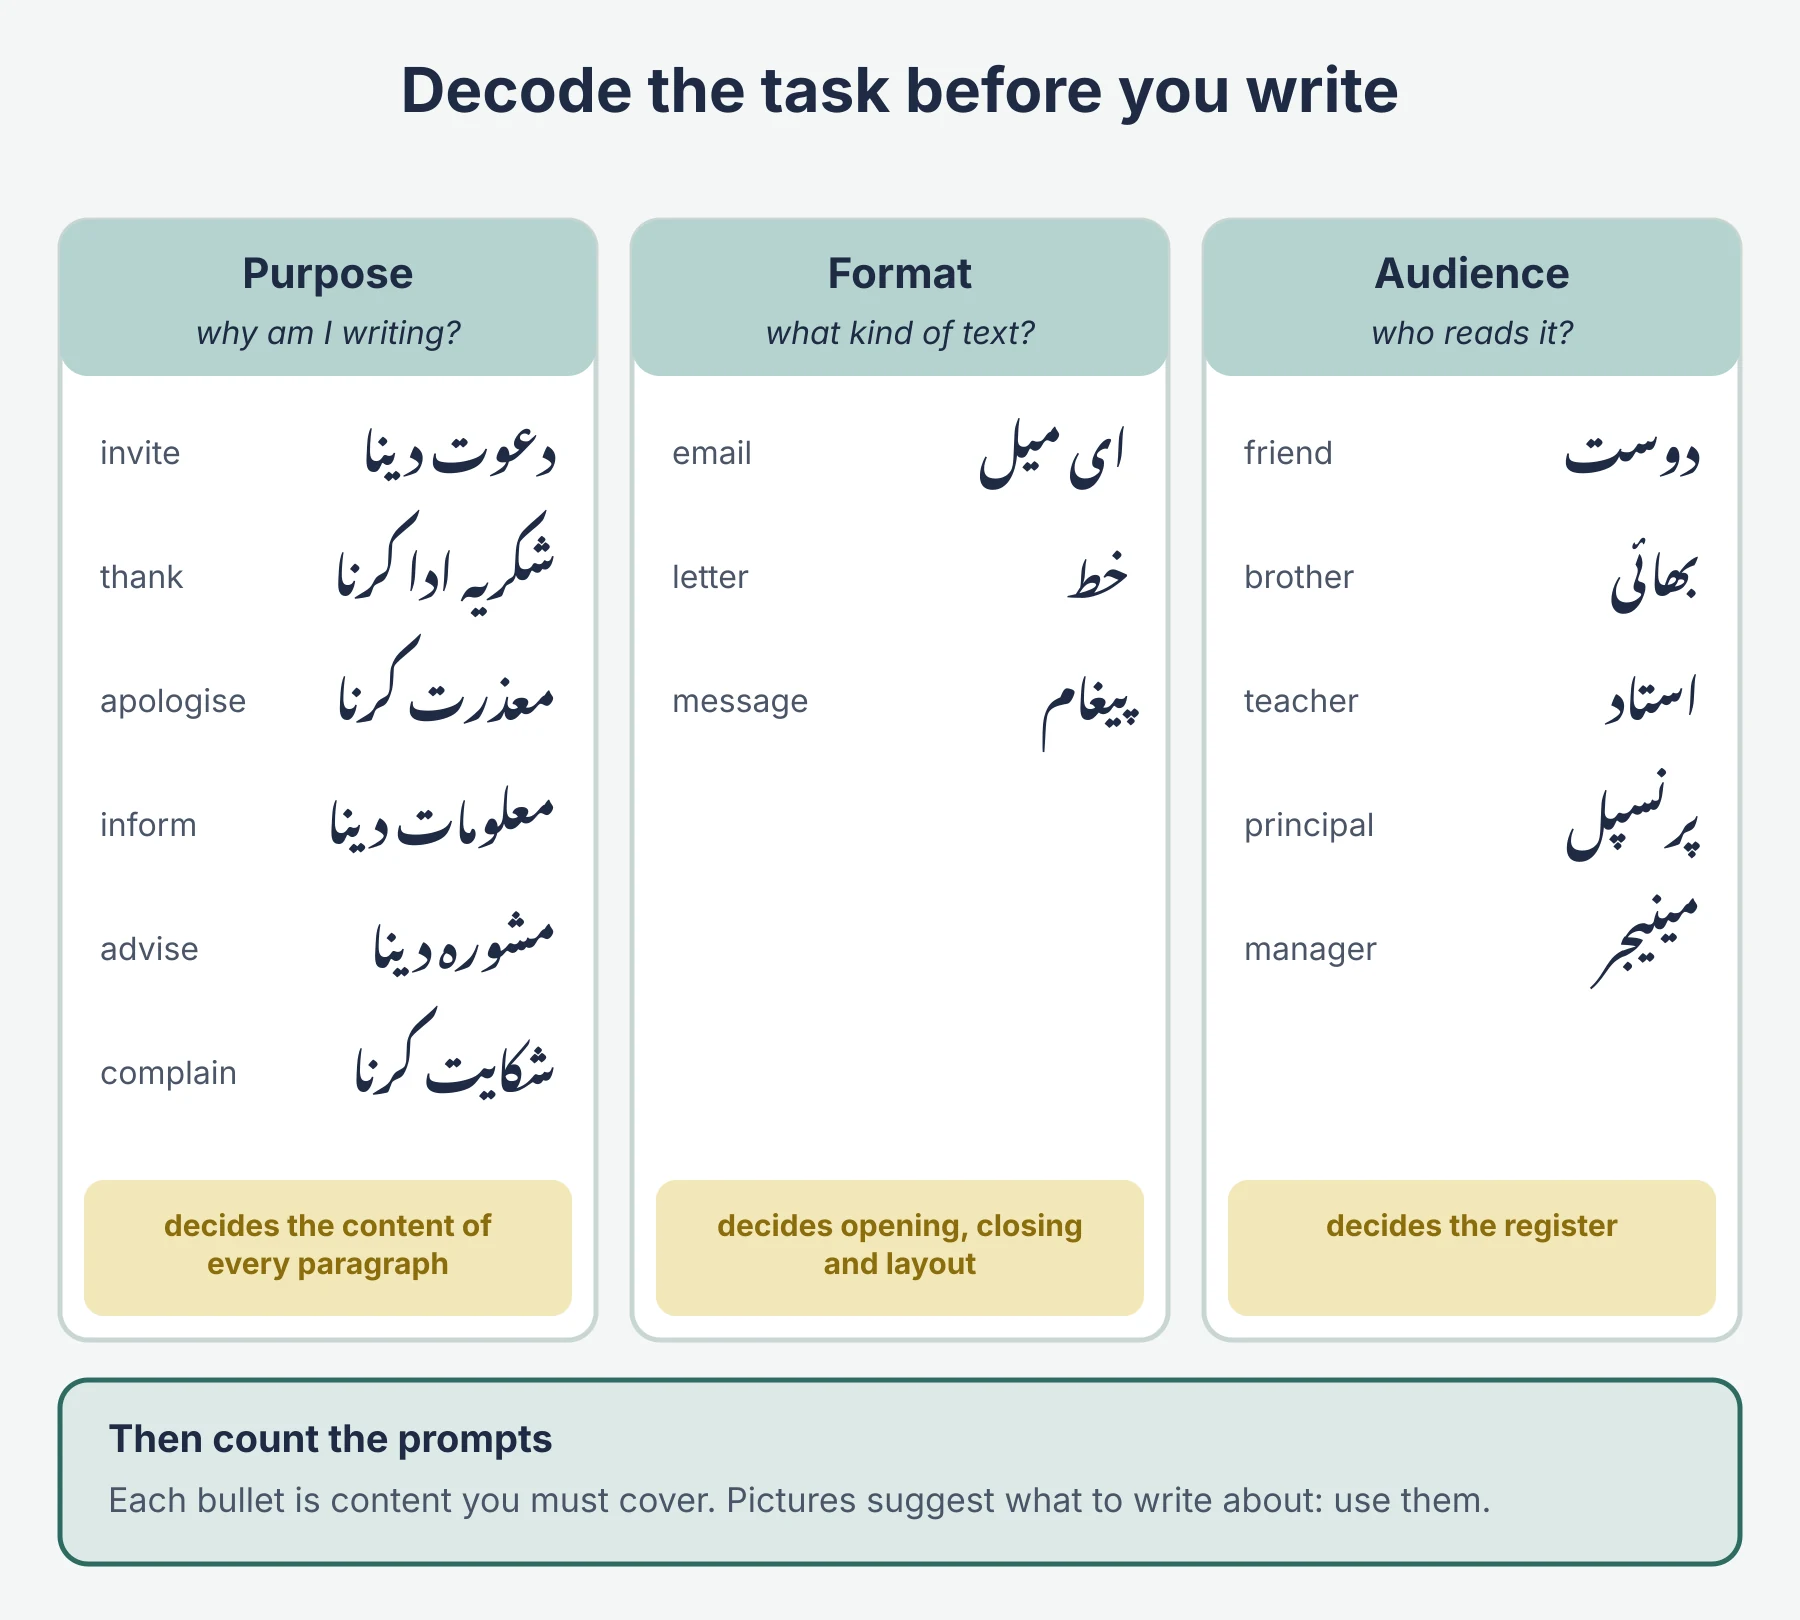 Decode the task before you write
Purpose
why am I writing?
invite دعوت دینا
thank شکریہ ادا کرنا
apologise معذرت کرنا
inform معلومات دینا
advise مشورہ دینا
complain شکایت کرنا
decides the content of
every paragraph
Format
what kind of text?
email ای میل
letter خط
message پیغام
decides opening, closing
and layout
Audience
who reads it?
friend دوست
brother بھائی
teacher استاد
principal پرنسپل
manager مینیجر
decides the register
Then count the prompts
Each bullet is content you must cover. Pictures suggest what to write about: use them.